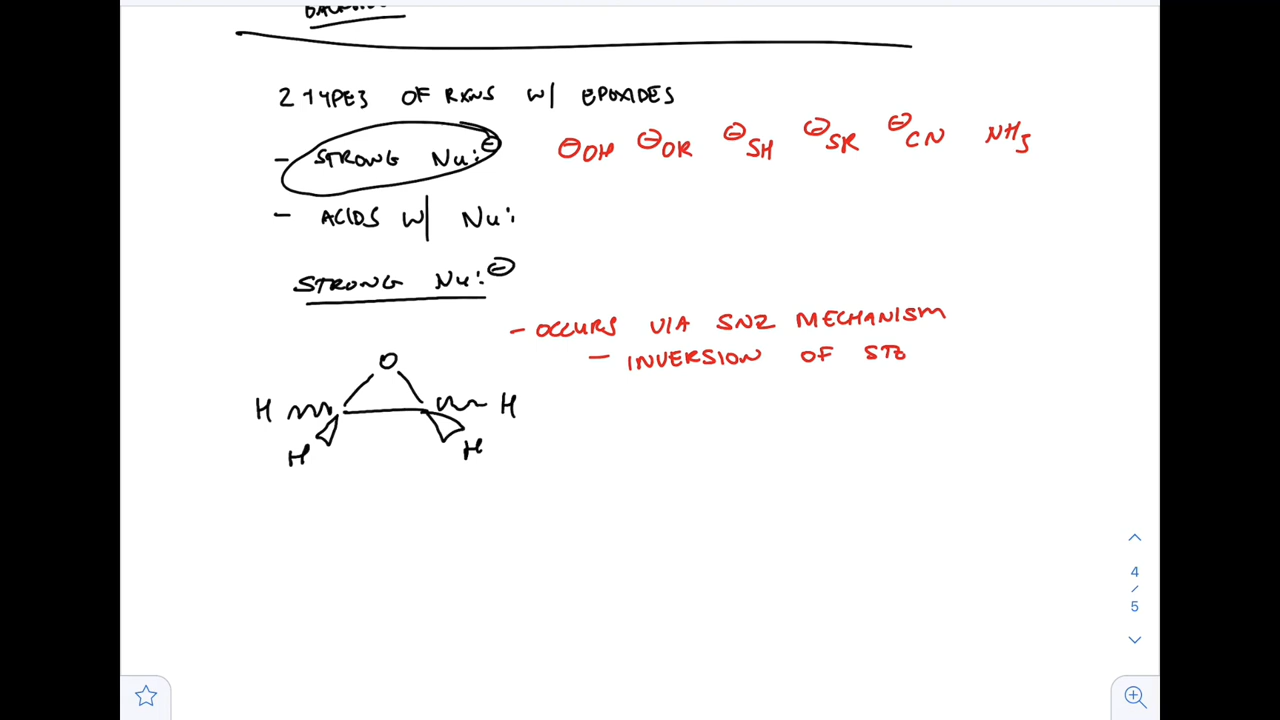 2 TYPES OF RXNS W/ EPOXIDES
- STRONG Nu:⊖ ⊖OH ⊖OR ⊖SH ⊖SR ⊖CN NH3
- ACIDS W/ Nu:
STRONG Nu:⊖
- OCCURS VIA SN2 MECHANISM
- INVERSION OF STE
O
H H
H H
4
/
5